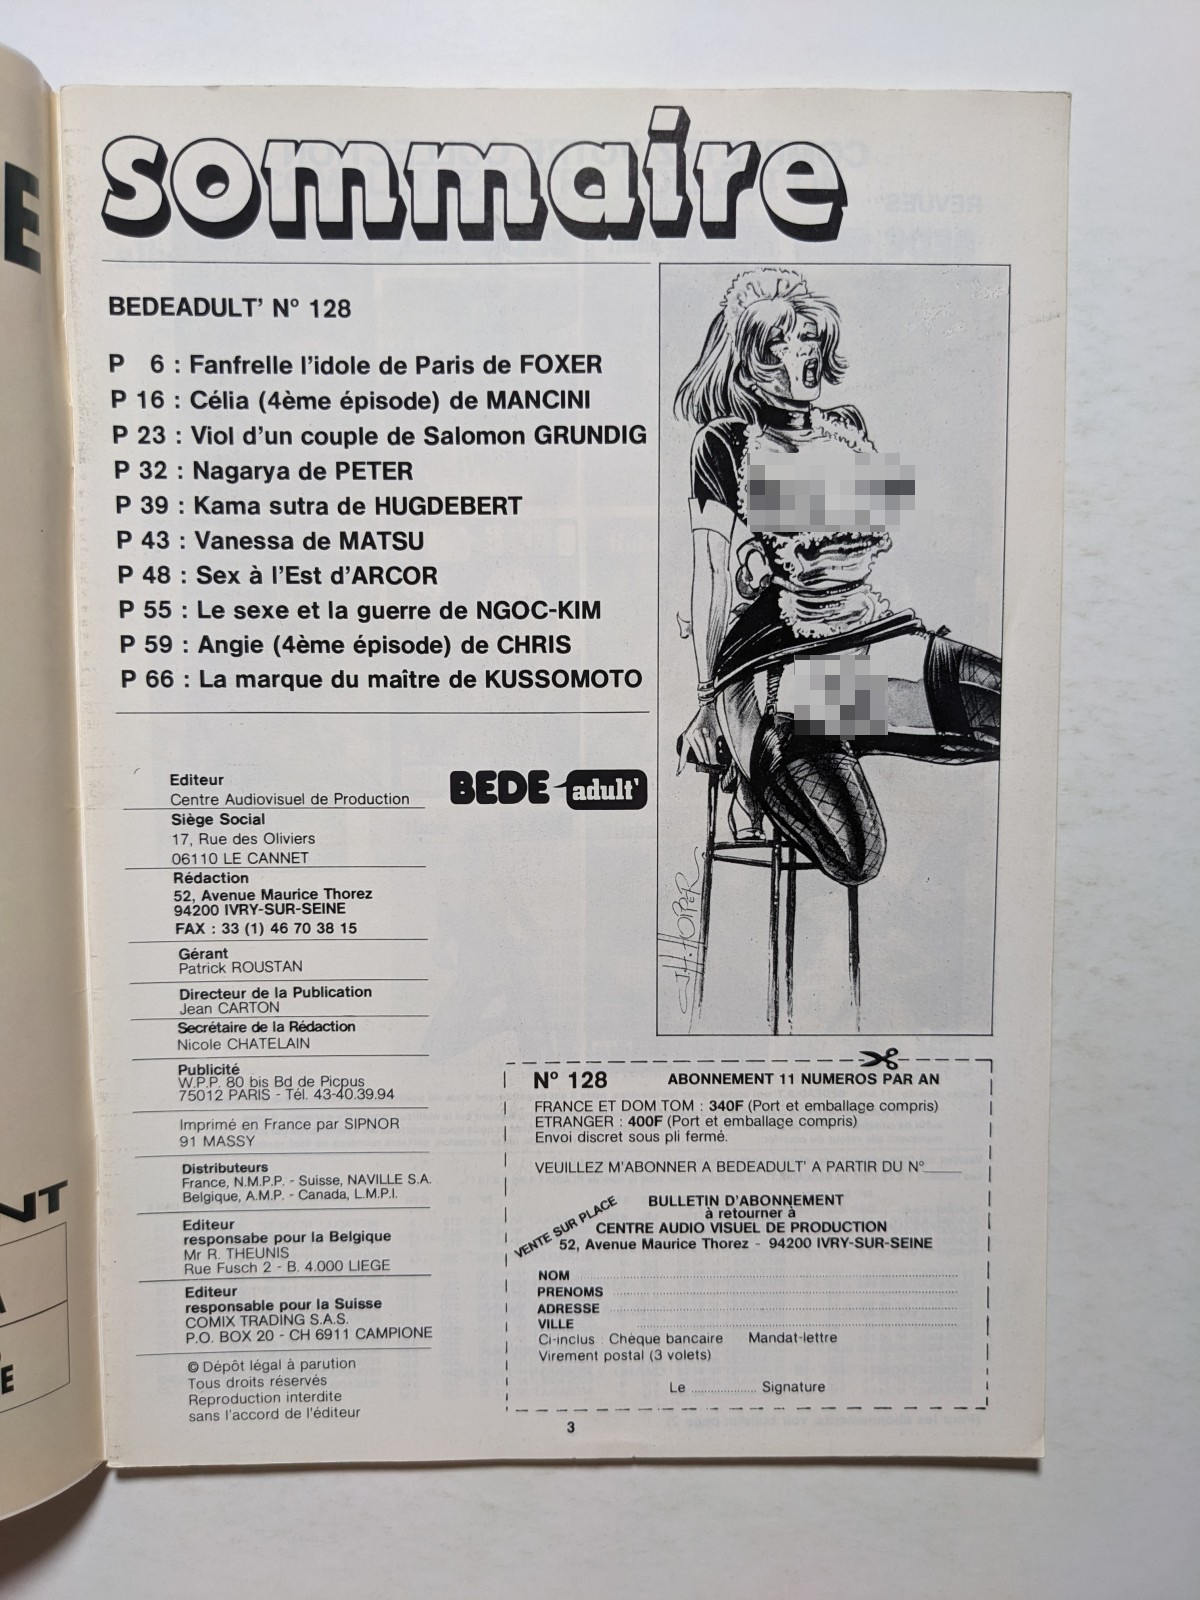 sommaire
BEDEADULT' N° 128
P 6 : Fanfrelle l'idole de Paris de FOXER
P 16 : Célia (4ème épisode) de MANCINI
P 23 : Viol d'un couple de Salomon GRUNDIG
P 32 : Nagarya de PETER
P 39 : Kama sutra de HUGDEBERT
P 43 : Vanessa de MATSU
P 48 : Sex à l'Est d'ARCOR
P 55 : Le sexe et la guerre de NGOC-KIM
P 59 : Angie (4ème épisode) de CHRIS
P 66 : La marque du maître de KUSSOMOTO
J.H.HOPPER
BEDE adult'
Editeur
Centre Audiovisuel de Production
Siège Social
17, Rue des Oliviers
06110 LE CANNET
Rédaction
52, Avenue Maurice Thorez
94200 IVRY-SUR-SEINE
FAX : 33 (1) 46 70 38 15
Gérant
Patrick ROUSTAN
Directeur de la Publication
Jean CARTON
Secrétaire de la Rédaction
Nicole CHATELAIN
Publicité
W.P.P. 80 bis Bd de Picpus
75012 PARIS - Tél. 43-40.39.94
Imprimé en France par SIPNOR
91 MASSY
Distributeurs
France, N.M.P.P. - Suisse, NAVILLE S.A.
Belgique, A.M.P. - Canada, L.M.P.I.
Editeur
responsabe pour la Belgique
Mr R. THEUNIS
Rue Fusch 2 - B. 4.000 LIEGE
Editeur
responsable pour la Suisse
COMIX TRADING S.A.S.
P.O. BOX 20 - CH 6911 CAMPIONE
© Dépôt légal à parution
Tous droits réservés
Reproduction interdite
sans l'accord de l'éditeur
N° 128 ABONNEMENT 11 NUMEROS PAR AN
FRANCE ET DOM TOM : 340F (Port et emballage compris)
ETRANGER : 400F (Port et emballage compris)
Envoi discret sous pli fermé.
VEUILLEZ M'ABONNER A BEDEADULT' A PARTIR DU N°
VENTE SUR PLACE
BULLETIN D'ABONNEMENT
à retourner à
CENTRE AUDIO VISUEL DE PRODUCTION
52, Avenue Maurice Thorez - 94200 IVRY-SUR-SEINE
NOM
PRENOMS
ADRESSE
VILLE
Ci-inclus Chèque bancaire Mandat-lettre
Virement postal (3 volets)
Le Signature
3